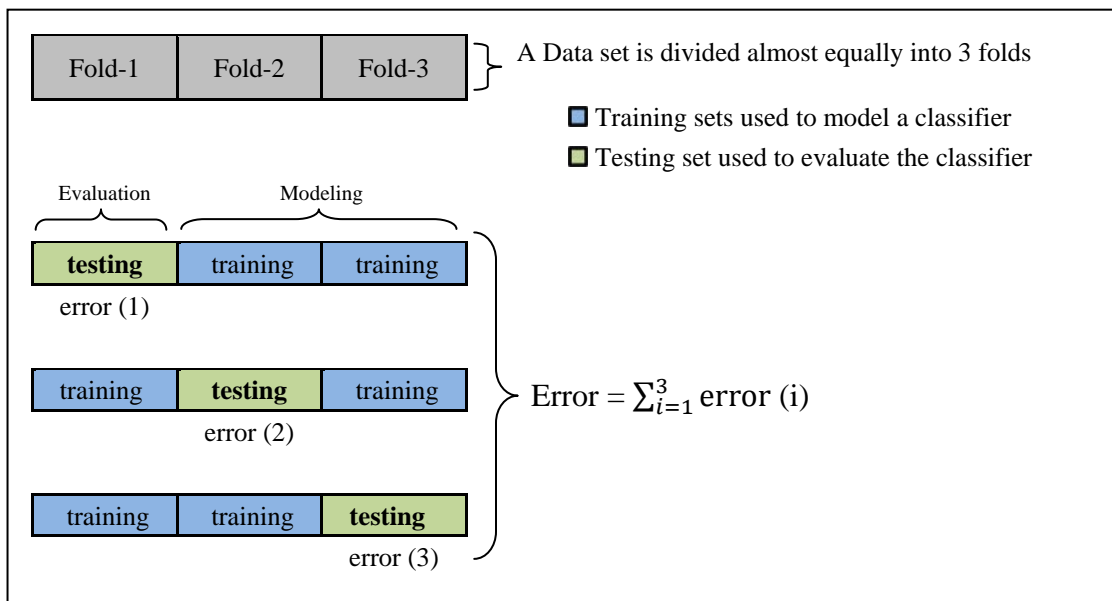 Fold-1 Fold-2 Fold-3
A Data set is divided almost equally into 3 folds
Training sets used to model a classifier
Testing set used to evaluate the classifier
Evaluation Modeling
testing training training
error (1)
training testing training
error (2)
Error = ∑_{i=1}^{3} error (i)
training training testing
error (3)